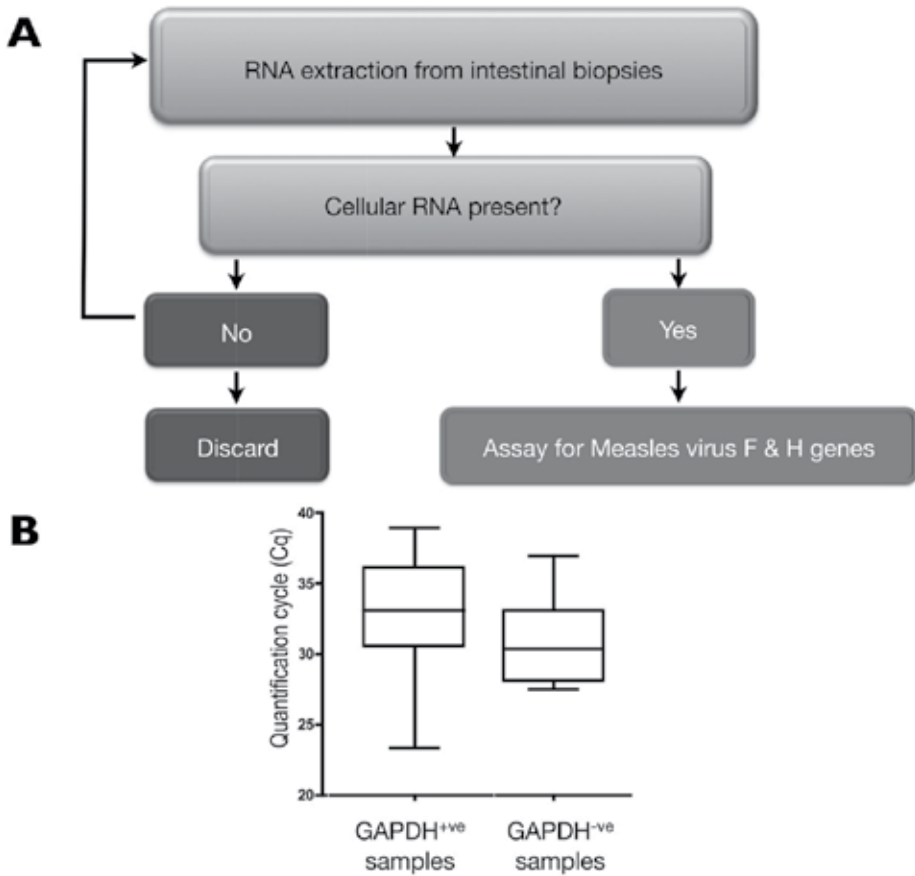 A
RNA extraction from intestinal biopsies
Cellular RNA present?
No
Yes
Discard
Assay for Measles virus F & H genes
B
Quantification cycle (Cq)
40
35
30
25
20
GAPDH+ve
samples
GAPDH-ve
samples